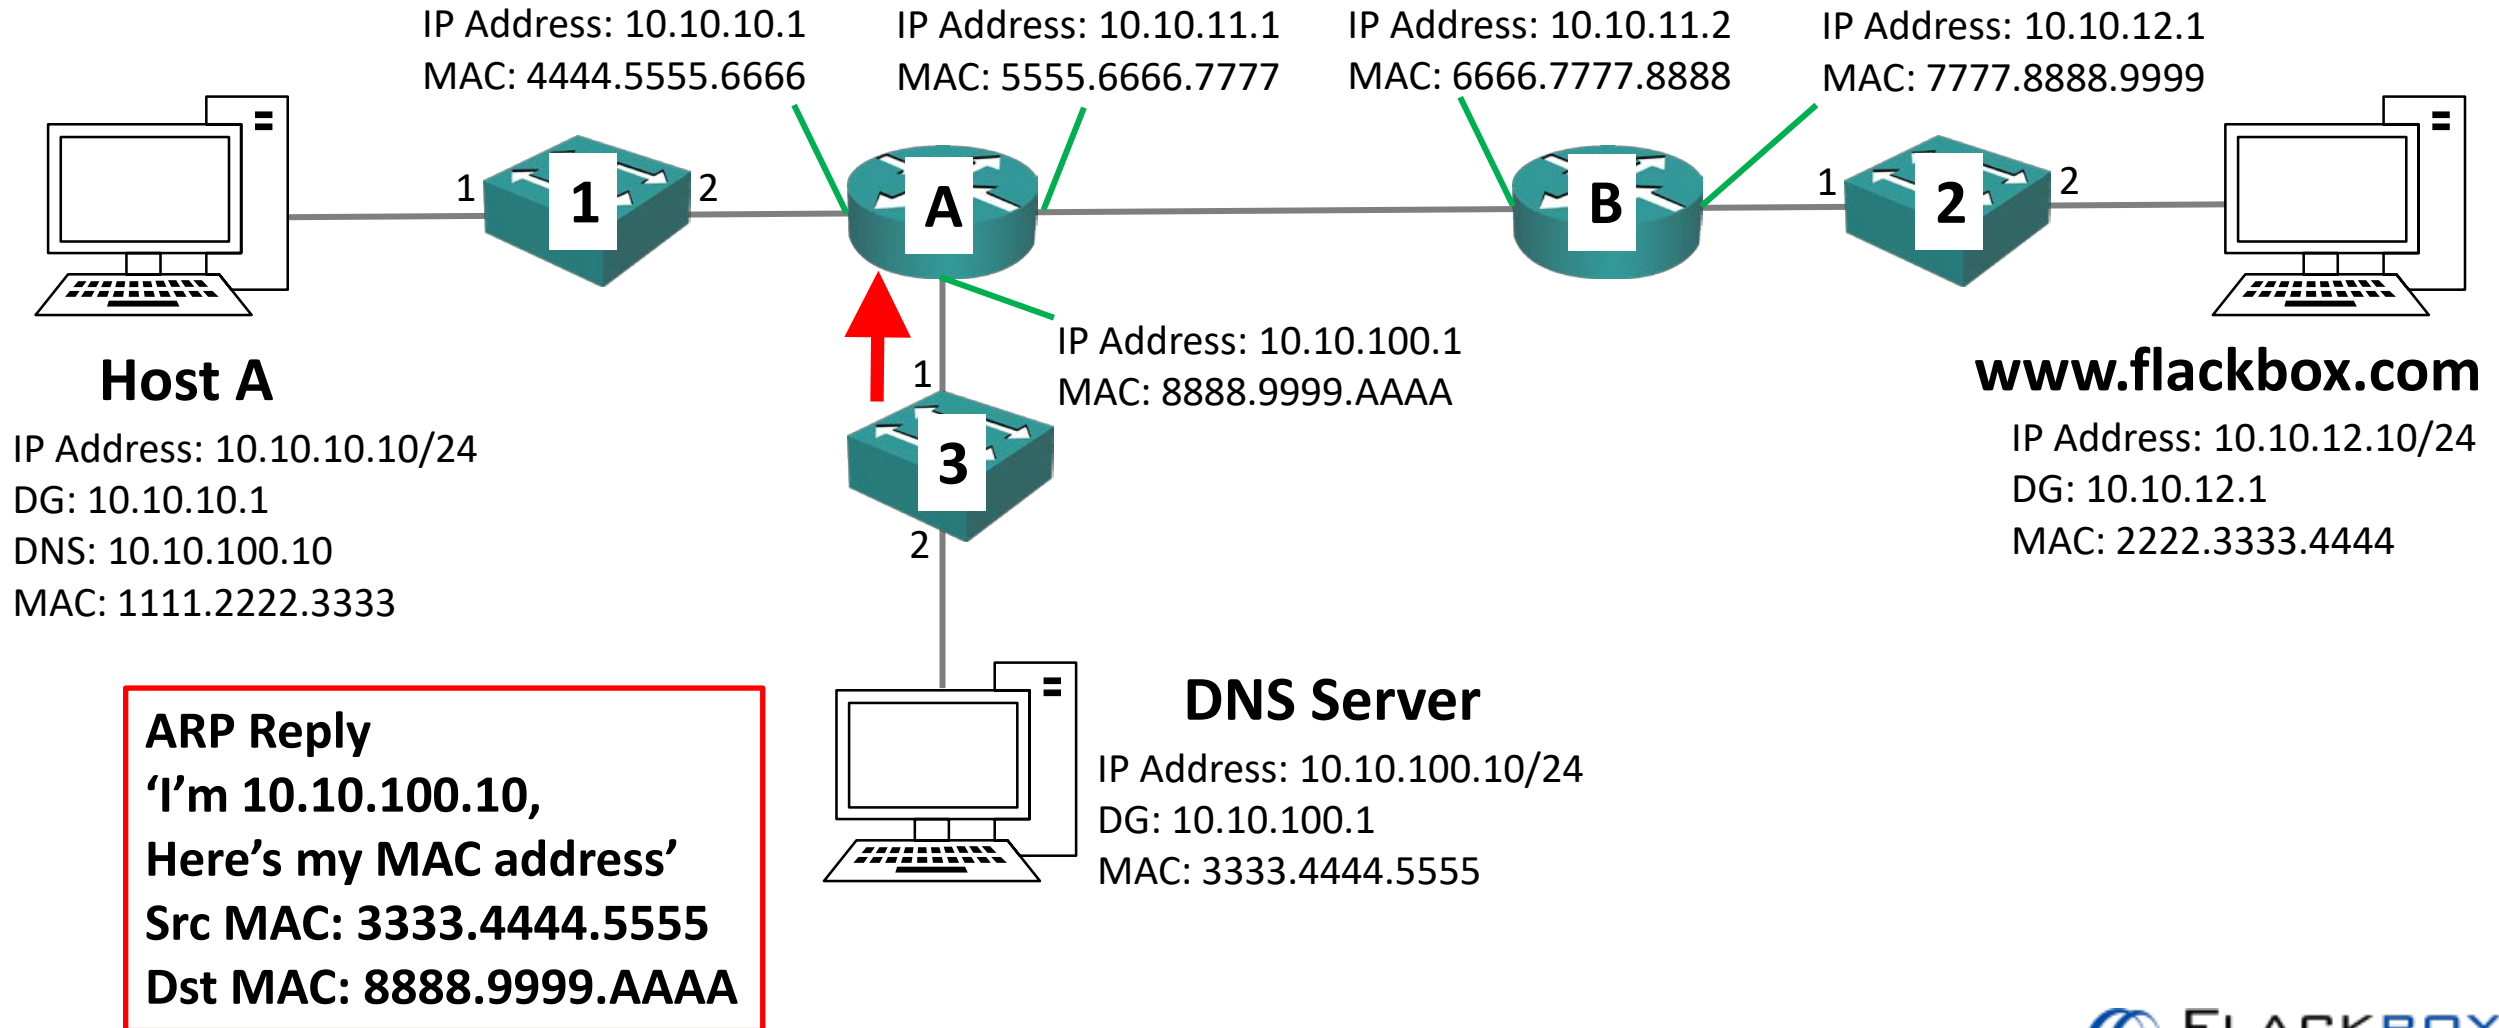 IP Address: 10.10.10.1
MAC: 4444.5555.6666
IP Address: 10.10.11.1
MAC: 5555.6666.7777
IP Address: 10.10.11.2
MAC: 6666.7777.8888
IP Address: 10.10.12.1
MAC: 7777.8888.9999
1
1
2
A
B
1
2
2
IP Address: 10.10.100.1
MAC: 8888.9999.AAAA
1
3
2
Host A
IP Address: 10.10.10.10/24
DG: 10.10.10.1
DNS: 10.10.100.10
MAC: 1111.2222.3333
www.flackbox.com
IP Address: 10.10.12.10/24
DG: 10.10.12.1
MAC: 2222.3333.4444
DNS Server
IP Address: 10.10.100.10/24
DG: 10.10.100.1
MAC: 3333.4444.5555
ARP Reply
‘I’m 10.10.100.10,
Here’s my MAC address’
Src MAC: 3333.4444.5555
Dst MAC: 8888.9999.AAAA
FLACKBOX